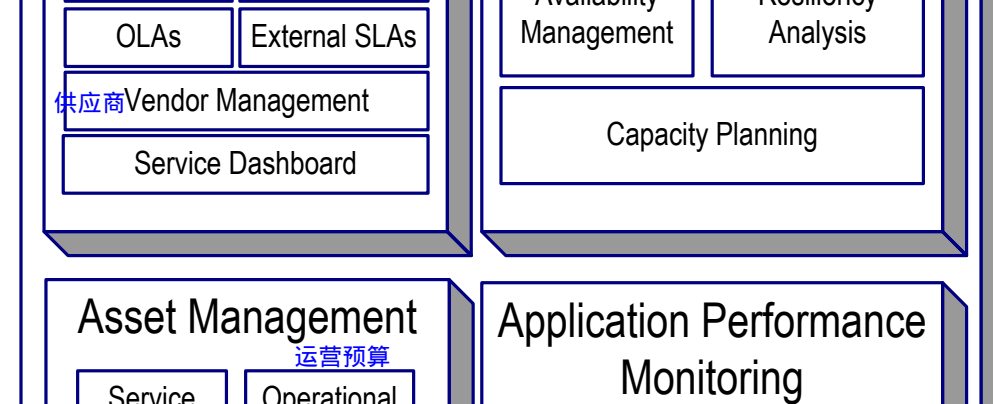 OLAs
External SLAs
供应商Vendor Management
Service Dashboard
Availability
Management
Resiliency
Analysis
Capacity Planning
Asset Management
运营预算
Service
Operational
Application Performance
Monitoring